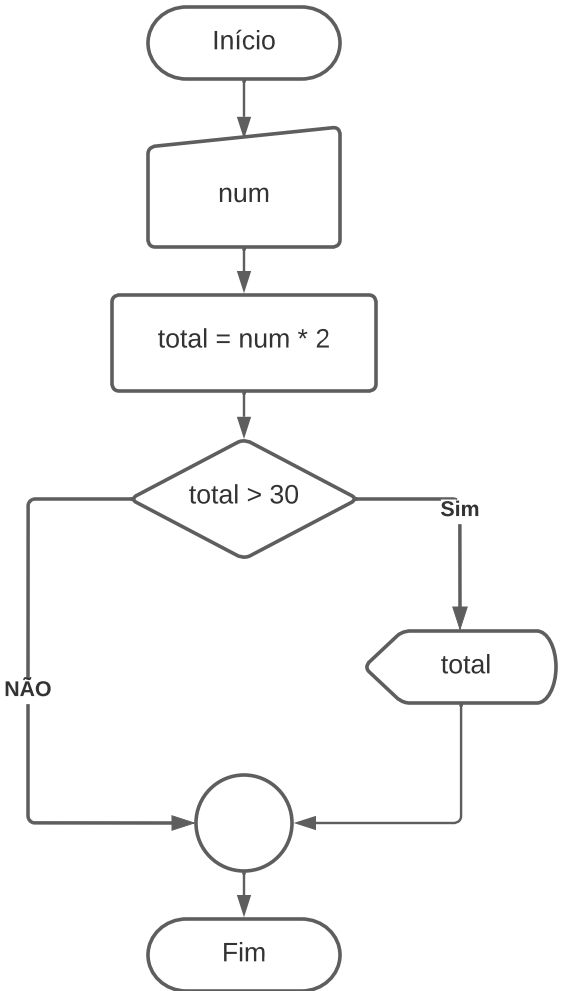 Início
num
total = num * 2
total > 30
Sim
total
NÃO
Fim